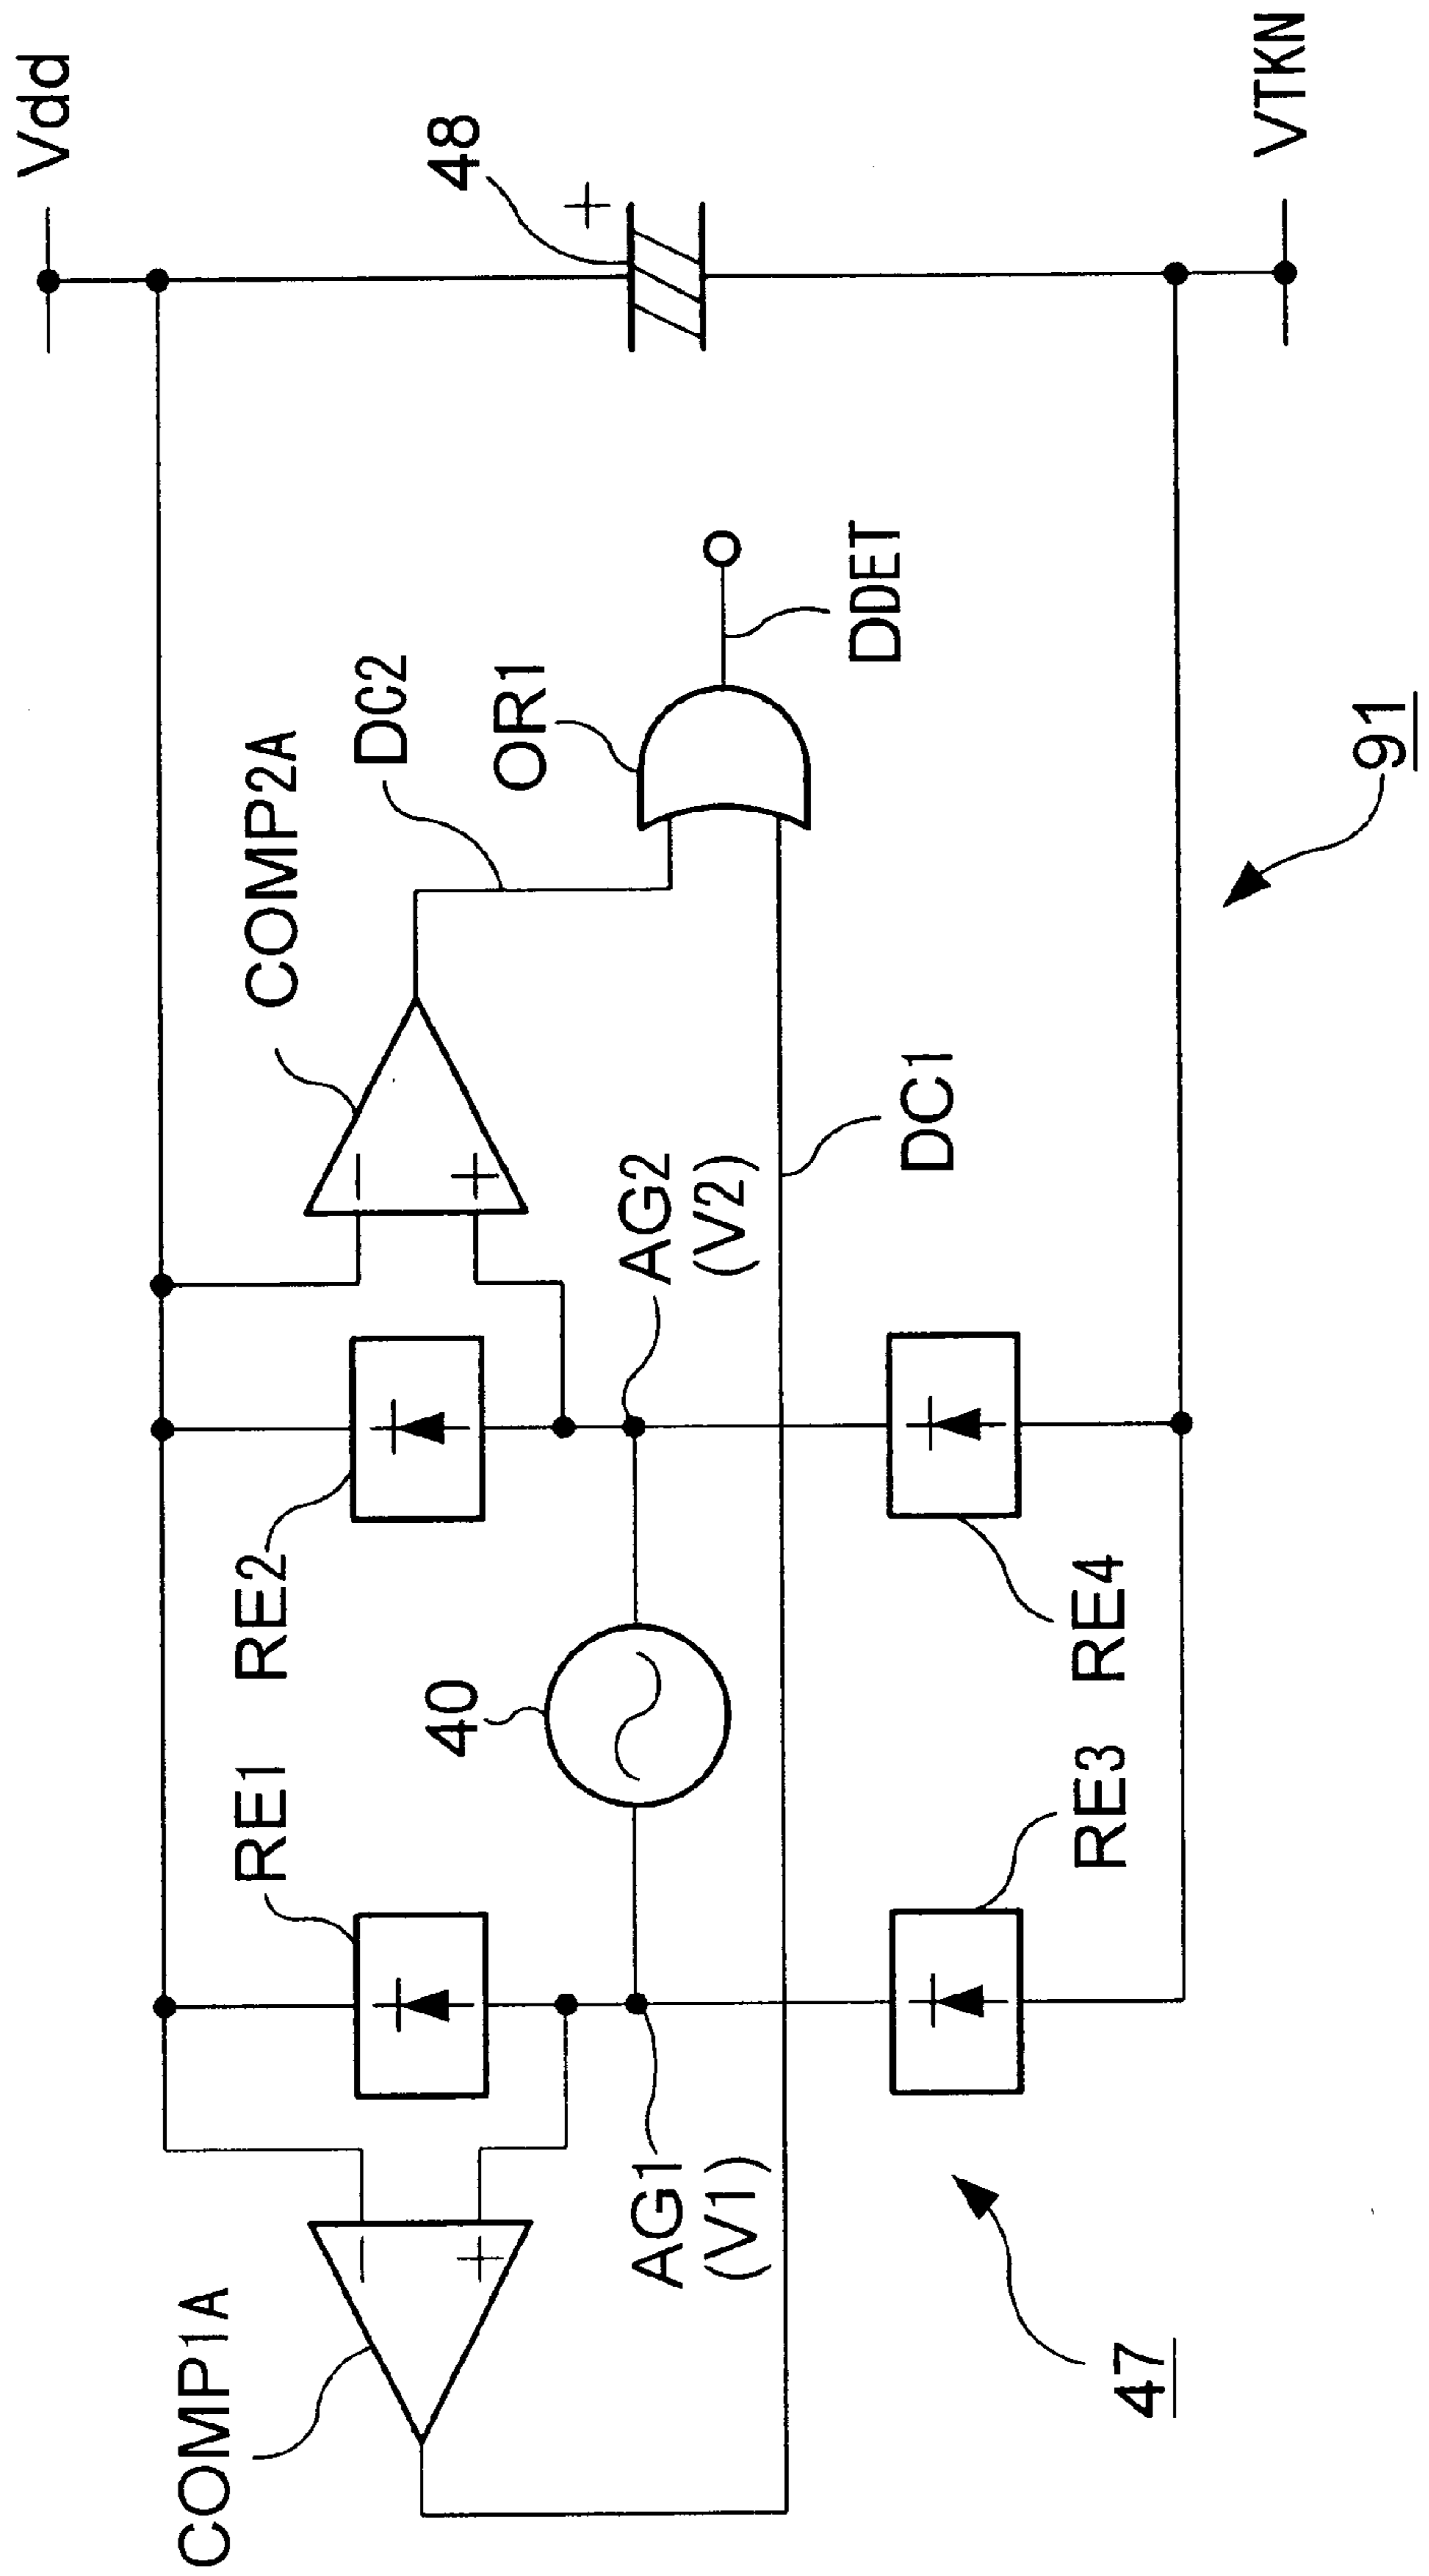 Vdd
48
+
COMP2A
DC2
OR1
DDET
RE2
−
+
AG2
(V2)
DC1
91
40
RE1
RE4
RE3
COMP1A
−
+
AG1
(V1)
47
VTKN